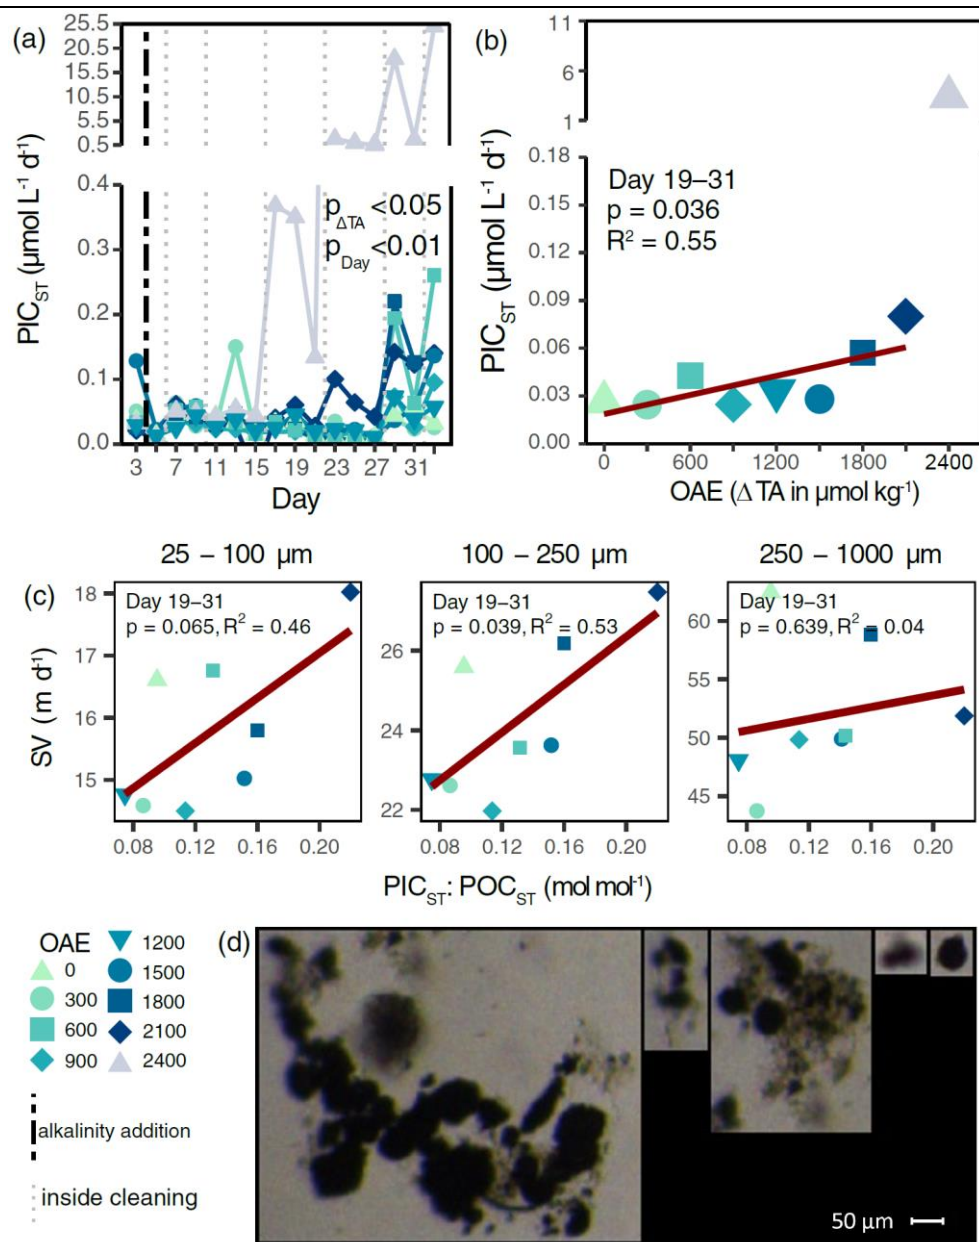 (a)
25.5
20.5
15.5
10.5
5.5
0.5
0.4
0.3
0.2
0.1
0.0
PIC_ST (μmol L⁻¹ d⁻¹)
p_ΔTA <0.05
p_Day <0.01
3 7 11 15 19 23 27 31
Day
(b)
11
6
1
0.18
0.15
0.12
0.09
0.06
0.03
0.00
PIC_ST (μmol L⁻¹ d⁻¹)
Day 19–31
p = 0.036
R² = 0.55
0 600 1200 1800 2400
OAE (Δ TA in μmol kg⁻¹)
(c)
25 – 100 μm
100 – 250 μm
250 – 1000 μm
SV (m d⁻¹)
18
17
16
15
Day 19–31
p = 0.065, R² = 0.46
0.08 0.12 0.16 0.20
26
24
22
Day 19–31
p = 0.039, R² = 0.53
0.08 0.12 0.16 0.20
60
55
50
45
Day 19–31
p = 0.639, R² = 0.04
0.08 0.12 0.16 0.20
PIC_ST: POC_ST (mol mol⁻¹)
OAE
0
300
600
900
1200
1500
1800
2100
2400
alkalinity addition
inside cleaning
(d)
50 μm